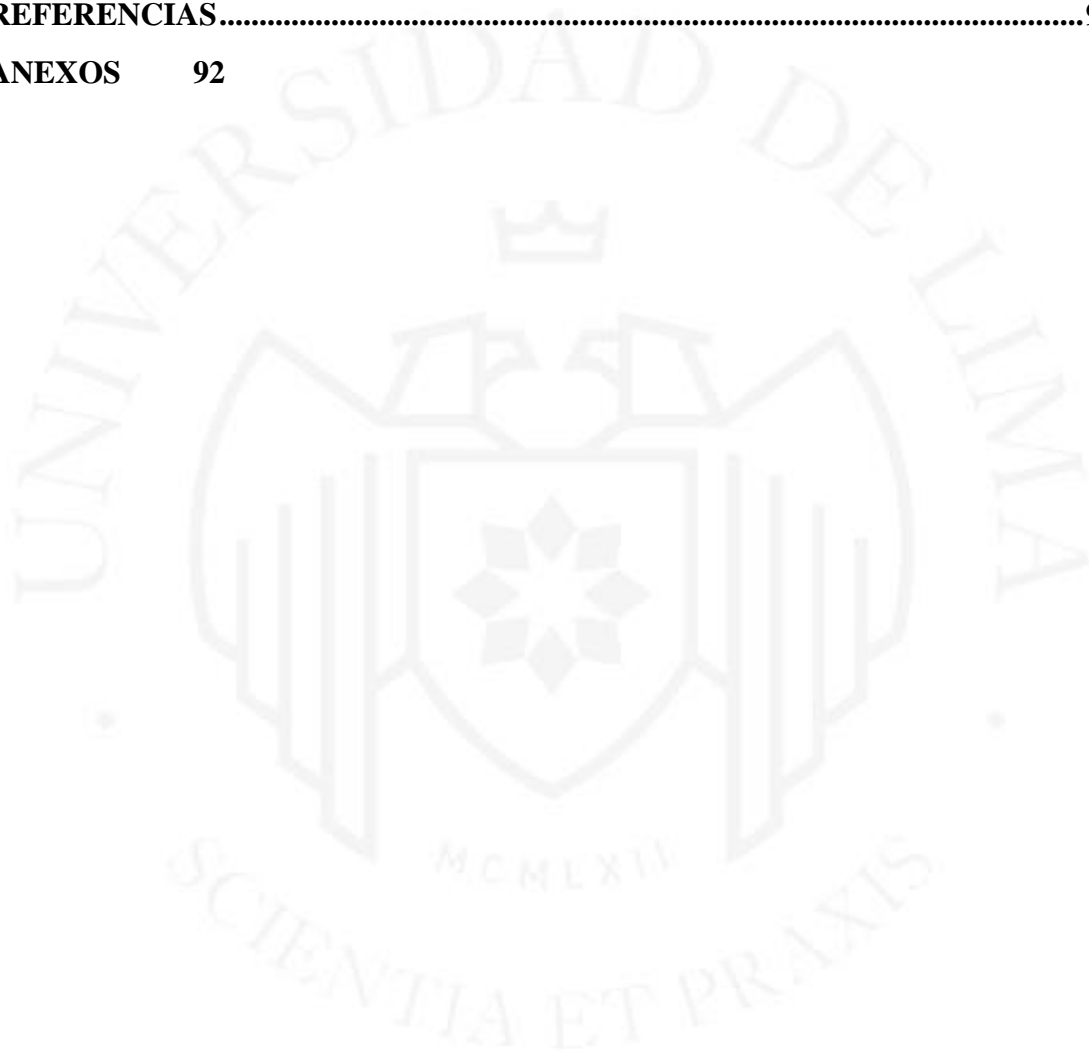 REFERENCIAS
ANEXOS 92
UNIVERSIDAD DE LIMA
MCMLXII
SCIENTIA ET PRAXIS